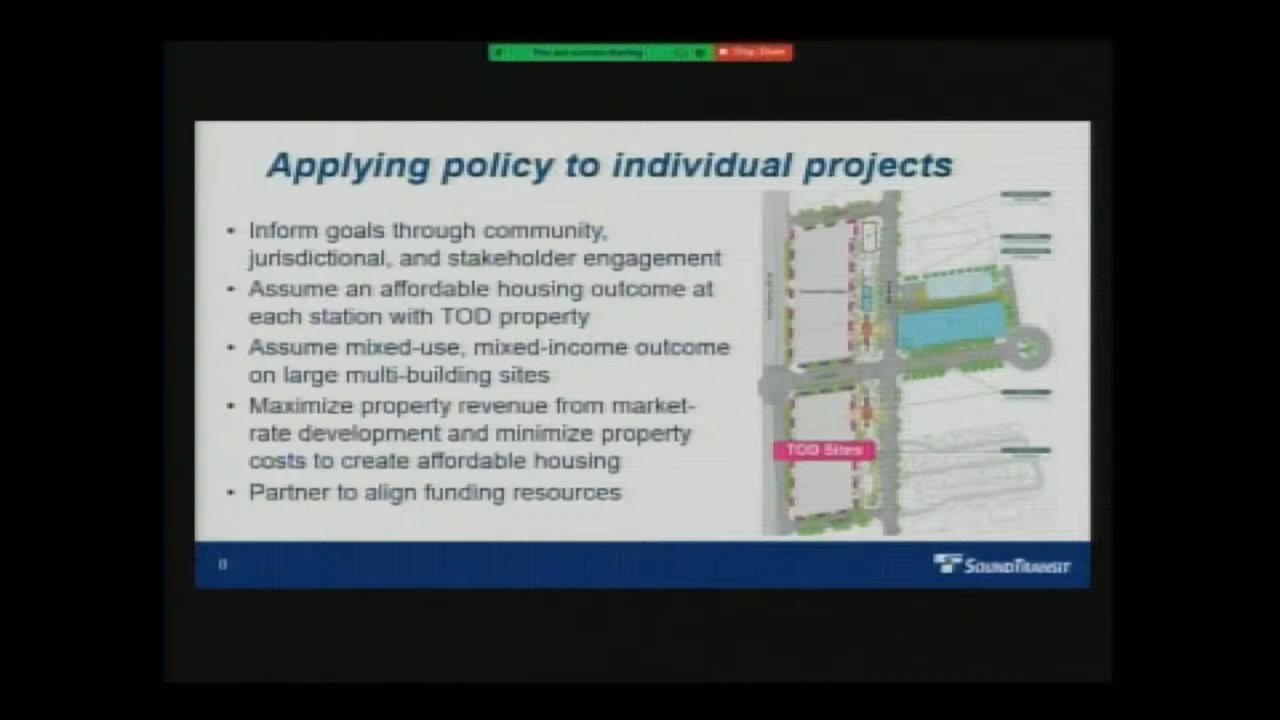 Applying policy to individual projects
• Inform goals through community,
jurisdictional, and stakeholder engagement
• Assume an affordable housing outcome at
each station with TOD property
• Assume mixed-use, mixed-income outcome
on large multi-building sites
• Maximize property revenue from market-
rate development and minimize property
costs to create affordable housing
• Partner to align funding resources
TOD Sites
SOUNDTRANSIT